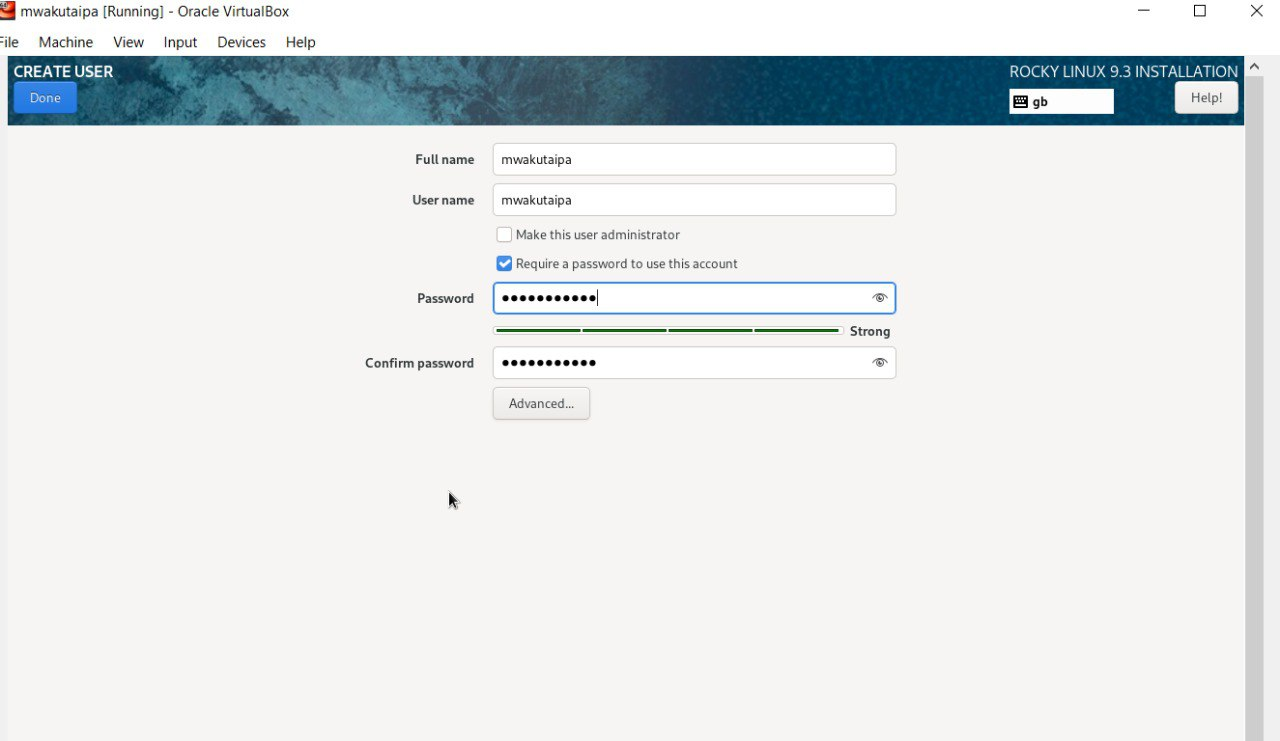 mwakutaipa [Running] - Oracle VirtualBox
File Machine View Input Devices Help
CREATE USER
ROCKY LINUX 9.3 INSTALLATION
Done
gb
Help!
Full name mwakutaipa
User name mwakutaipa
Make this user administrator
Require a password to use this account
Password ●●●●●●●●●●●
Strong
Confirm password ●●●●●●●●●●●
Advanced...